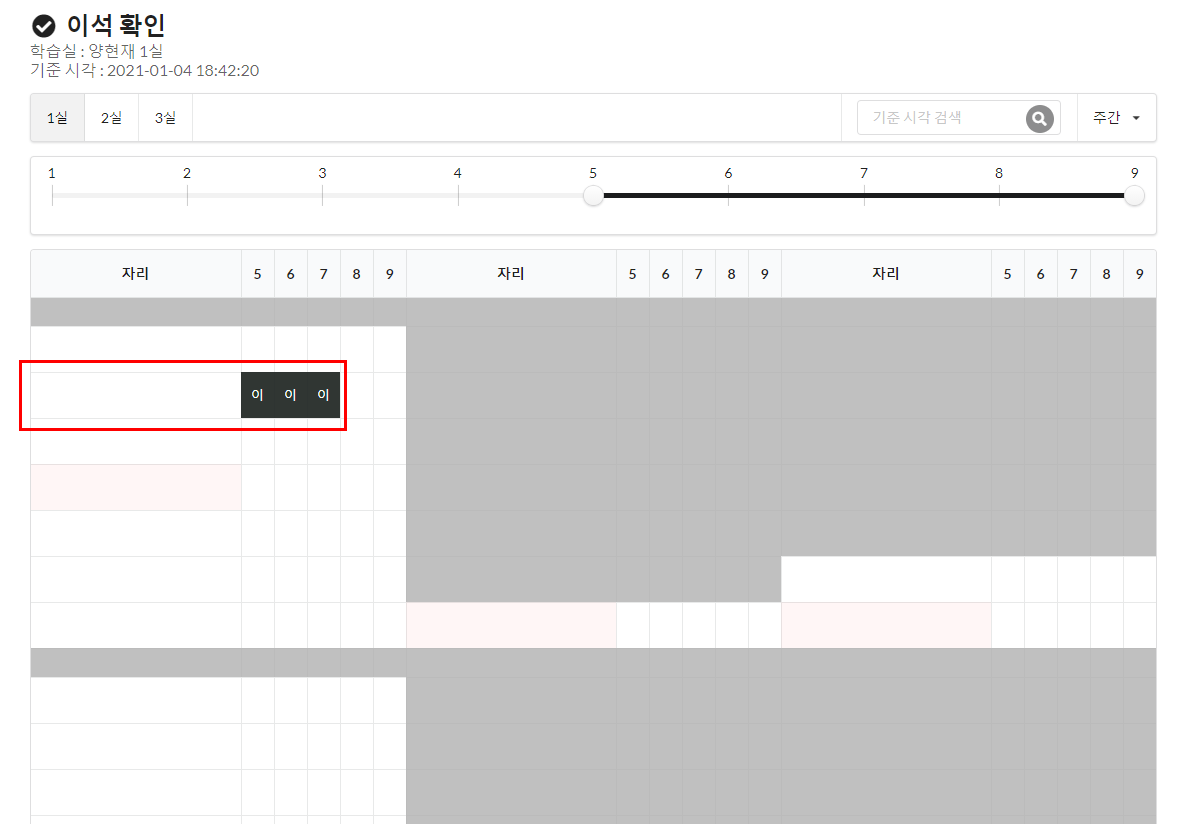 이석 확인
학습실 : 양현재 1실
기준 시각 : 2021-01-04 18:42:20
1실 2실 3실 기준 시각 검색 주간
1 2 3 4 5 6 7 8 9
자리 5 6 7 8 9 자리 5 6 7 8 9 자리 5 6 7 8 9
이 이 이